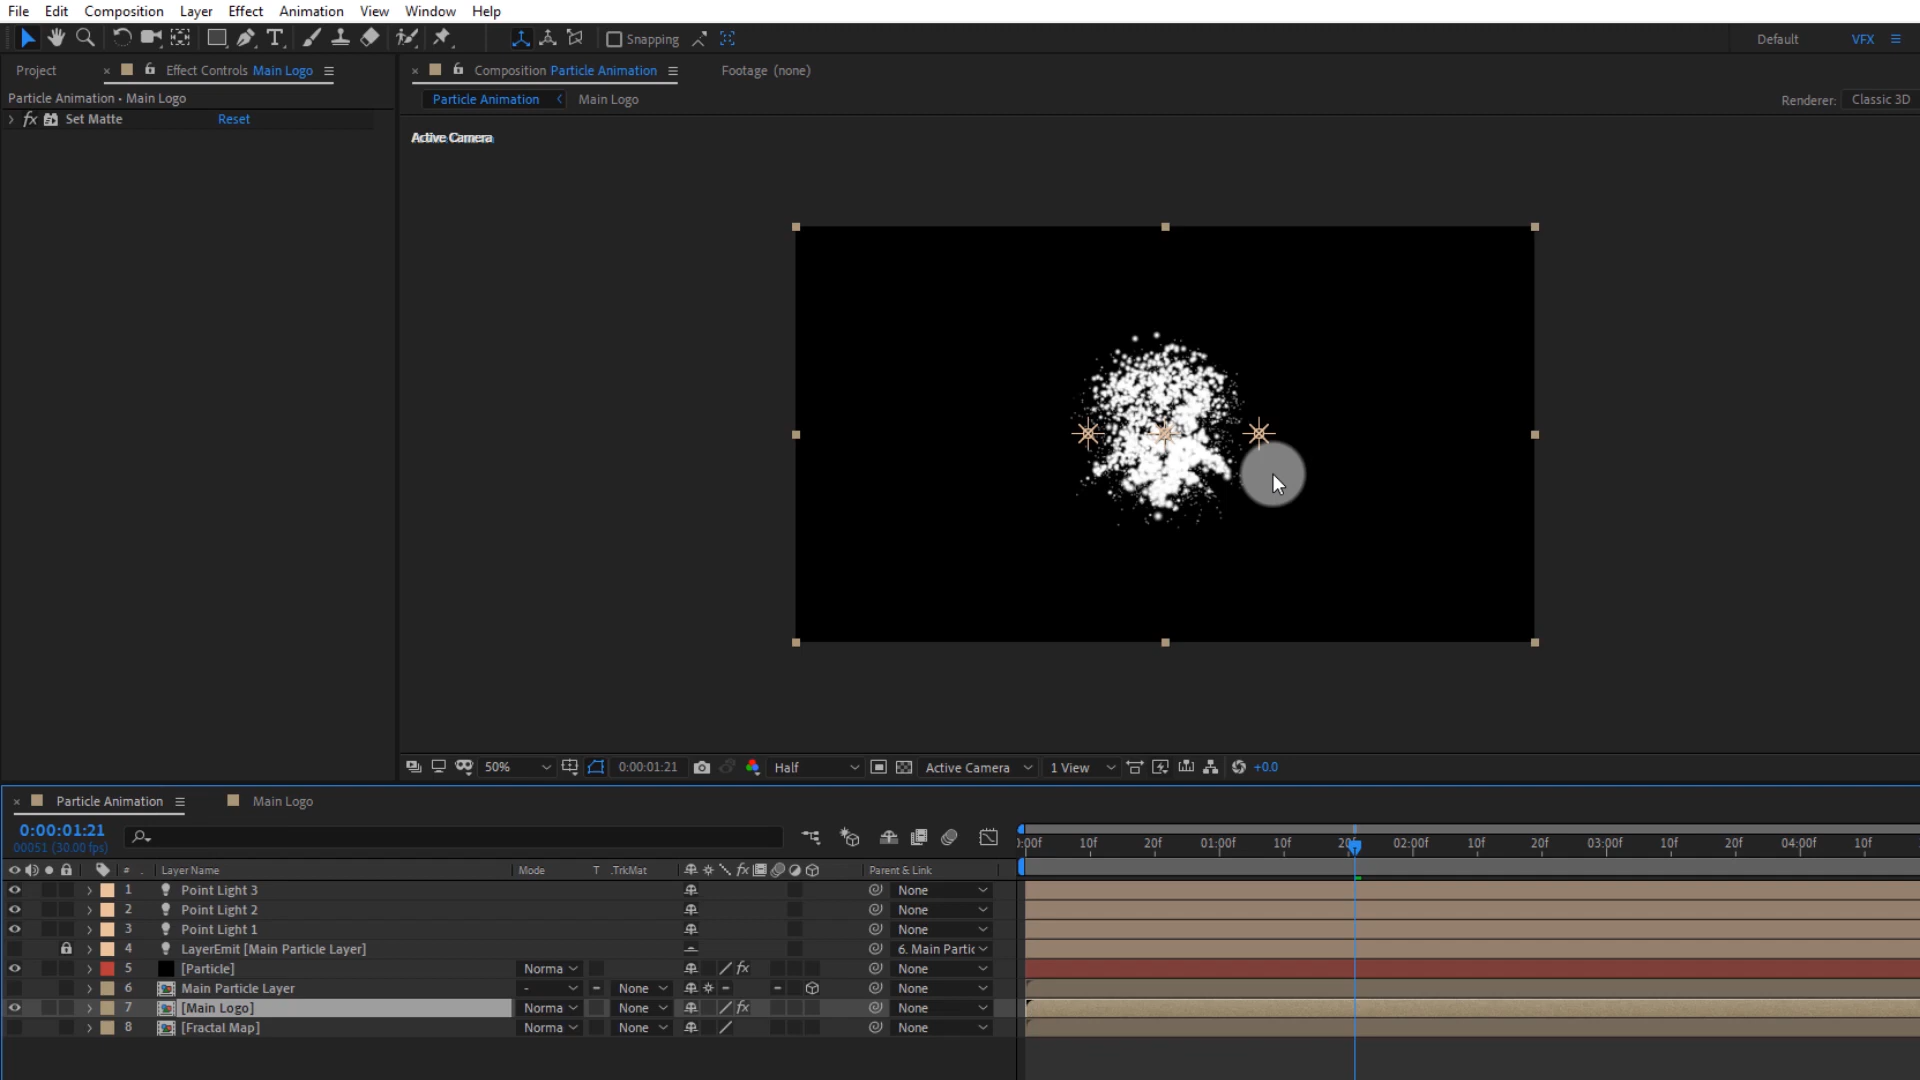 File Edit Composition Layer Effect Animation View Window Help
Snapping Default VFX
Project × Effect Controls Main Logo × Composition Particle Animation Footage (none)
Particle Animation • Main Logo
Particle Animation < Main Logo Renderer: Classic 3D
fx Set Matte Reset
Active Camera
50% 0:00:01:21 Half Active Camera 1 View +0.0
× Particle Animation Main Logo
0:00:01:21
00051 (30.00 fps)
:00f 10f 20f 01:00f 10f 20f 02:00f 10f 20f 03:00f 10f 20f 04:00f 10f
# Layer Name Mode T .TrkMat fx Parent & Link
1 Point Light 3 None
2 Point Light 2 None
3 Point Light 1 None
4 LayerEmit [Main Particle Layer] 6. Main Partic
5 [Particle] Norma fx None
6 Main Particle Layer - None None
7 [Main Logo] Norma None fx None
8 [Fractal Map] Norma None None